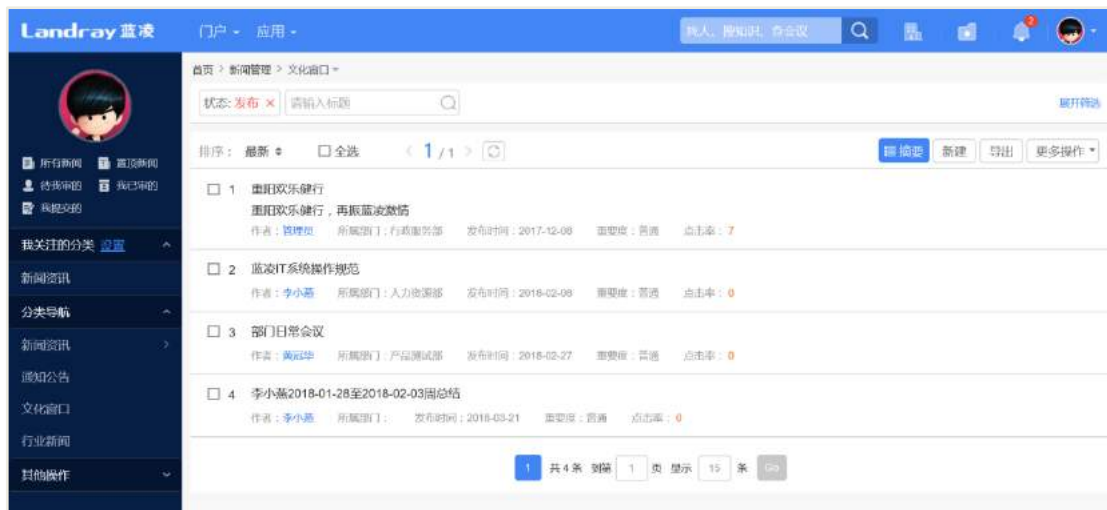 Landray 蓝凌
门户
应用
找人、搜知识、查会议
2
首页 > 新闻管理 > 文化窗口
状态: 发布 ×
请输入标题
展开筛选
所有新闻
置顶新闻
待我审的
我已审的
我提交的
我关注的分类 设置
新闻资讯
分类导航
新闻资讯
通知公告
文化窗口
行业新闻
其他操作
排序： 最新
全选
1 / 1
摘要
新建
导出
更多操作
1 重阳欢乐健行
重阳欢乐健行，再振蓝凌激情
作者：管理员 所属部门：行政服务部 发布时间：2017-12-08 重要度：普通 点击率：7
2 蓝凌IT系统操作规范
作者：李小燕 所属部门：人力资源部 发布时间：2018-02-08 重要度：普通 点击率：0
3 部门日常会议
作者：黄冠华 所属部门：产品测试部 发布时间：2018-02-27 重要度：普通 点击率：0
4 李小燕2018-01-28至2018-02-03周总结
作者：李小燕 所属部门： 发布时间：2018-03-21 重要度：普通 点击率：0
1 共 4 条 到第 1 页 显示 15 条 Go